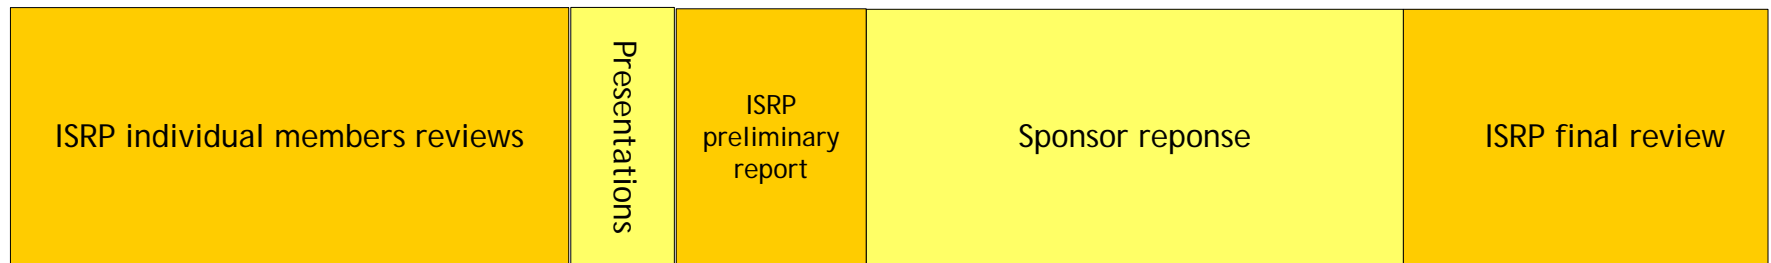 ISRP individual members reviews
Presentations
ISRP
preliminary
report
Sponsor reponse
ISRP final review